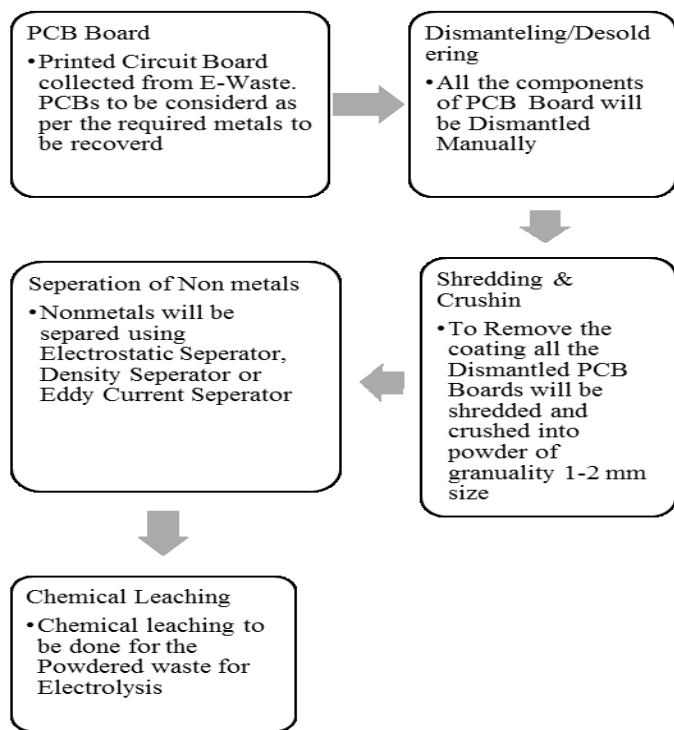 PCB Board
•Printed Circuit Board
collected from E-Waste.
PCBs to be considerd as
per the required metals to
be recoverd
Dismanteling/Desold
ering
•All the components
of PCB Board will
be Dismantled
Manually
Shredding &
Crushin
•To Remove the
coating all the
Dismantled PCB
Boards will be
shredded and
crushed into
powder of
granuality 1-2 mm
size
Seperation of Non metals
•Nonmetals will be
separed using
Electrostatic Seperator,
Density Seperator or
Eddy Current Seperator
Chemical Leaching
•Chemical leaching to
be done for the
Powdered waste for
Electrolysis